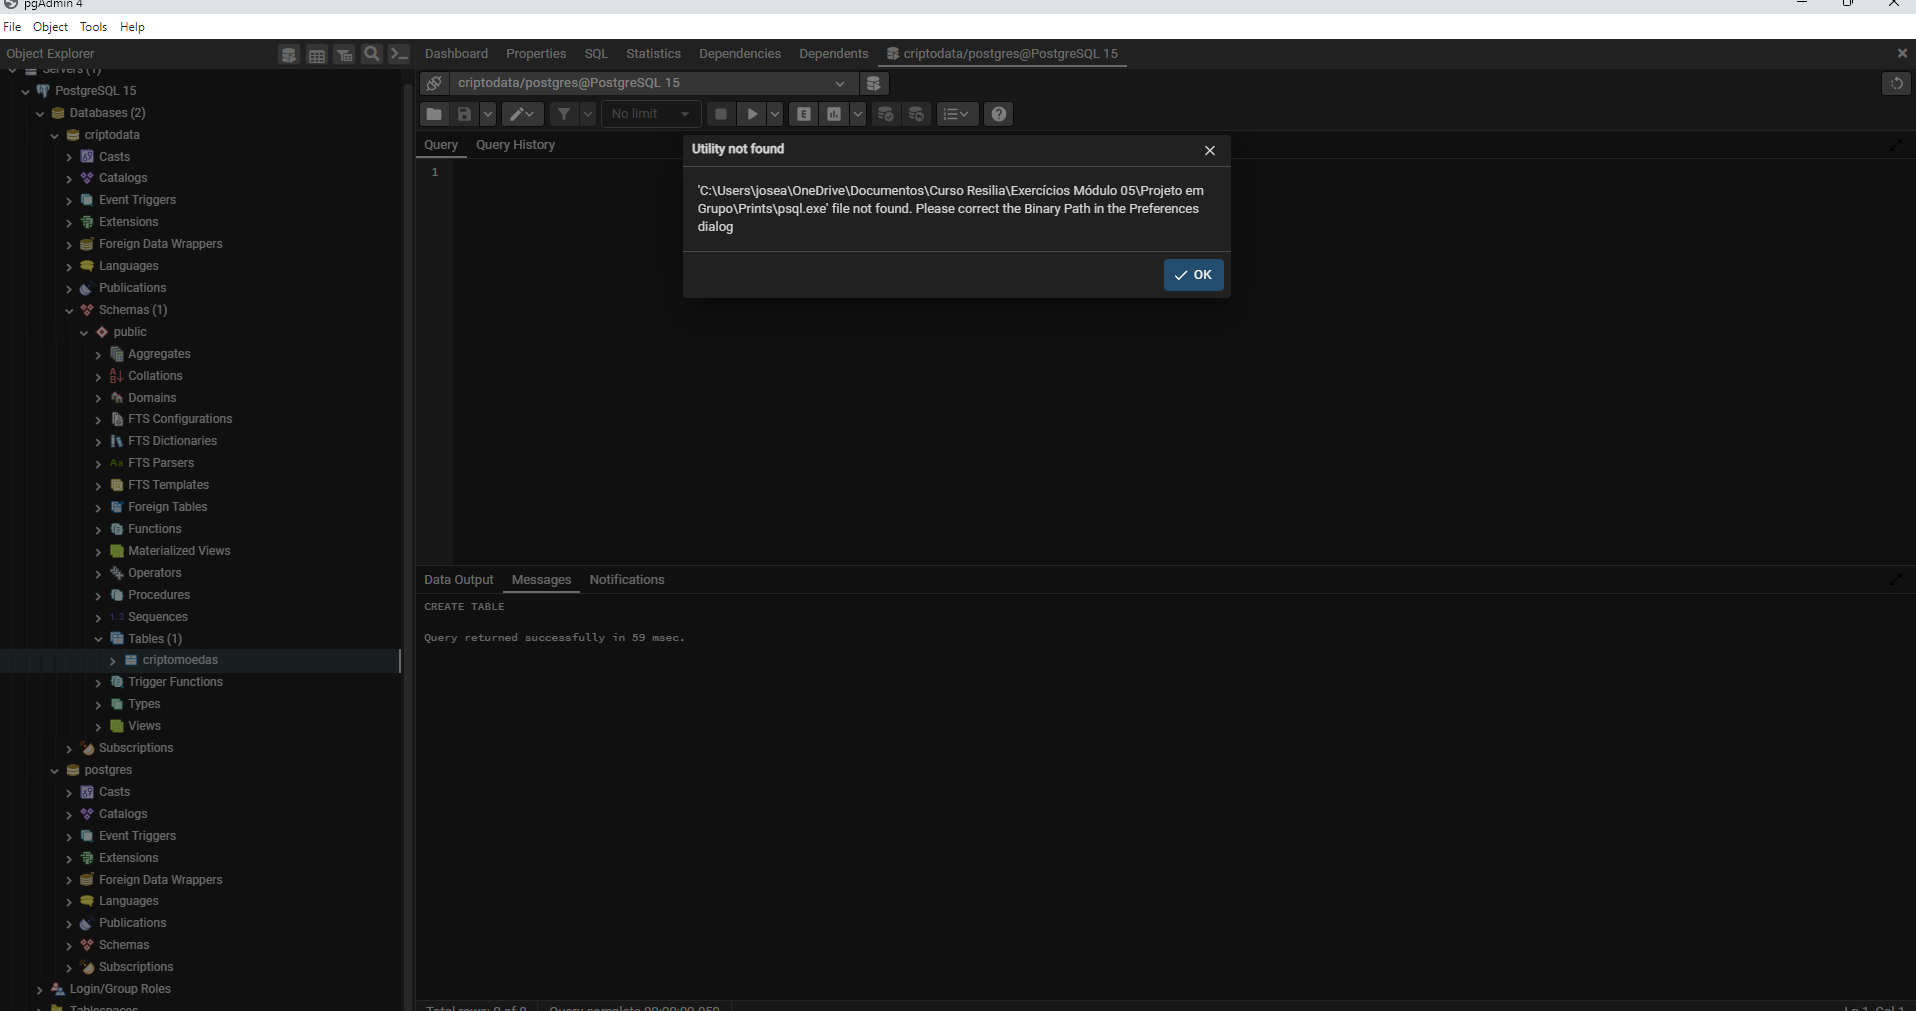 pgAdmin 4
File Object Tools Help
Object Explorer
Dashboard Properties SQL Statistics Dependencies Dependents criptodata/postgres@PostgreSQL 15
Servers (1)
PostgreSQL 15
criptodata/postgres@PostgreSQL 15
Databases (2)
No limit
E
criptodata
Query Query History
Utility not found
Casts
1
Catalogs
'C:\Users\josea\OneDrive\Documentos\Curso Resilia\Exercícios Módulo 05\Projeto em
Grupo\Prints\psql.exe' file not found. Please correct the Binary Path in the Preferences
dialog
OK
Event Triggers
Extensions
Foreign Data Wrappers
Languages
Publications
Schemas (1)
public
Aggregates
Collations
Domains
FTS Configurations
FTS Dictionaries
Aa FTS Parsers
FTS Templates
Foreign Tables
Functions
Materialized Views
Operators
Procedures
1.3 Sequences
Tables (1)
criptomoedas
Trigger Functions
Types
Views
Subscriptions
postgres
Casts
Catalogs
Event Triggers
Extensions
Foreign Data Wrappers
Languages
Publications
Schemas
Subscriptions
Login/Group Roles
Tablespaces
Data Output Messages Notifications
CREATE TABLE
Query returned successfully in 59 msec.
Total rows: 0 of 0 Query complete 00:00:00.059
Ln 1, Col 1